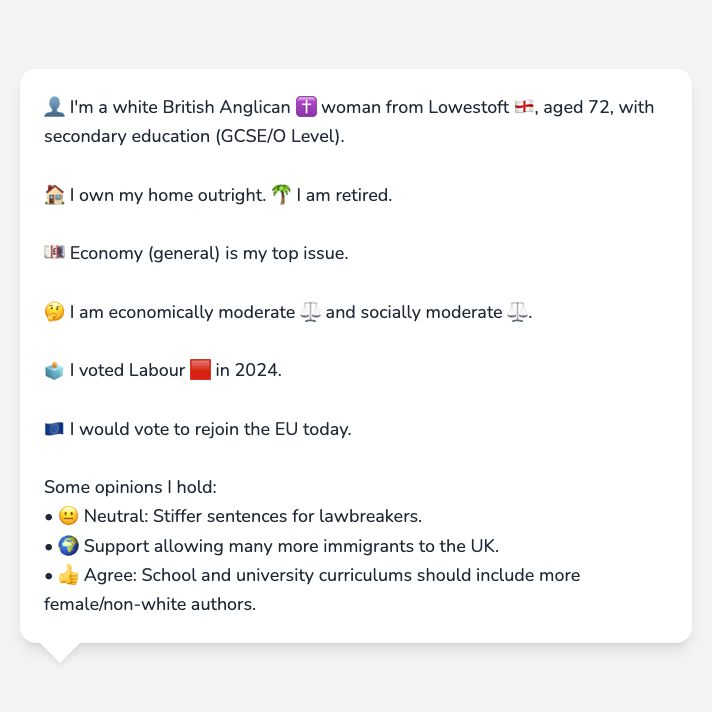 👤 I'm a white British Anglican ✝️ woman from Lowestoft 🏴󠁧󠁢󠁥󠁮󠁧󠁿, aged 72, with
secondary education (GCSE/O Level).
🏠 I own my home outright. 🌴 I am retired.
💷 Economy (general) is my top issue.
🤔 I am economically moderate ⚖️ and socially moderate ⚖️.
🗳️ I voted Labour 🟥 in 2024.
🇪🇺 I would vote to rejoin the EU today.
Some opinions I hold:
• 😐 Neutral: Stiffer sentences for lawbreakers.
• 🌍 Support allowing many more immigrants to the UK.
• 👍 Agree: School and university curriculums should include more
female/non-white authors.